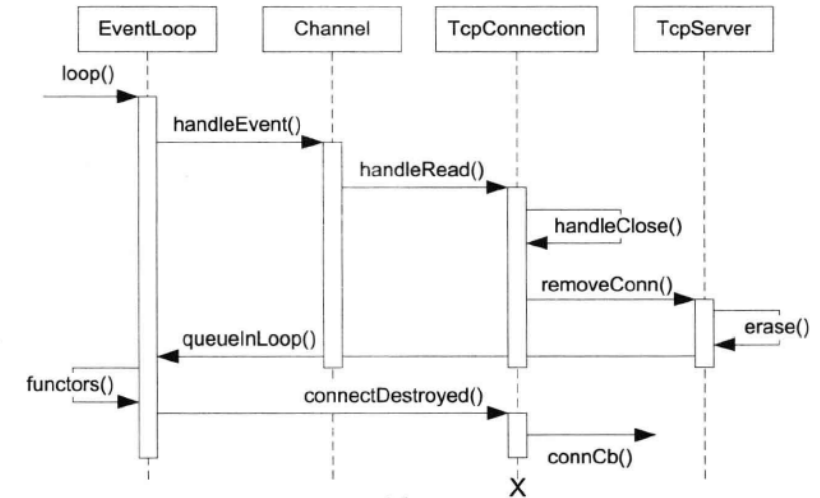 EventLoop
Channel
TcpConnection
TcpServer
loop()
handleEvent()
handleRead()
handleClose()
removeConn()
erase()
queueInLoop()
functors()
connectDestroyed()
connCb()
X